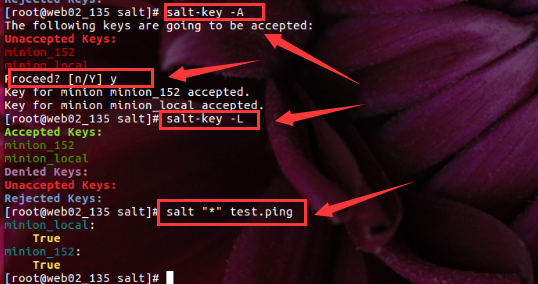 Rejected Keys:
[root@web02_135 salt]# salt-key -A
The following keys are going to be accepted:
Unaccepted Keys:
minion_152
minion_local
Proceed? [n/Y] y
Key for minion minion_152 accepted.
Key for minion minion_local accepted.
[root@web02_135 salt]# salt-key -L
Accepted Keys:
minion_152
minion_local
Denied Keys:
Unaccepted Keys:
Rejected Keys:
[root@web02_135 salt]# salt "*" test.ping
minion_local:
    True
minion_152:
    True
[root@web02_135 salt]#